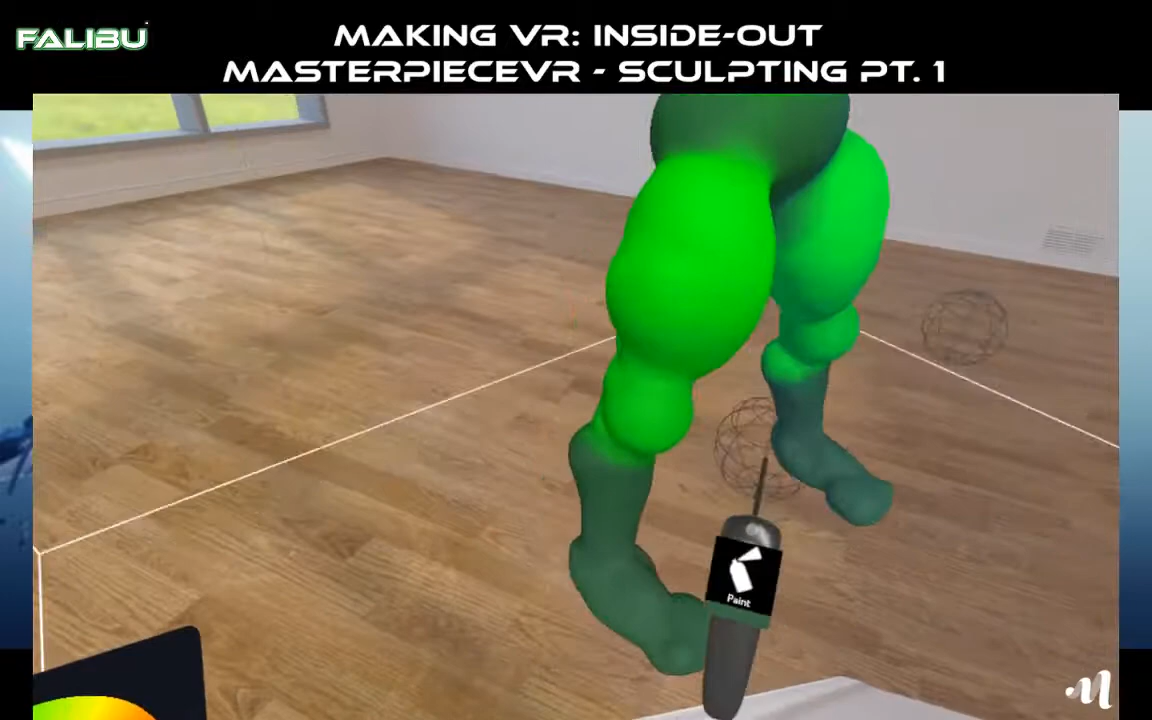 FALIBU
MAKING VR: INSIDE-OUT
MASTERPIECEVR - SCULPTING PT. 1
Paint